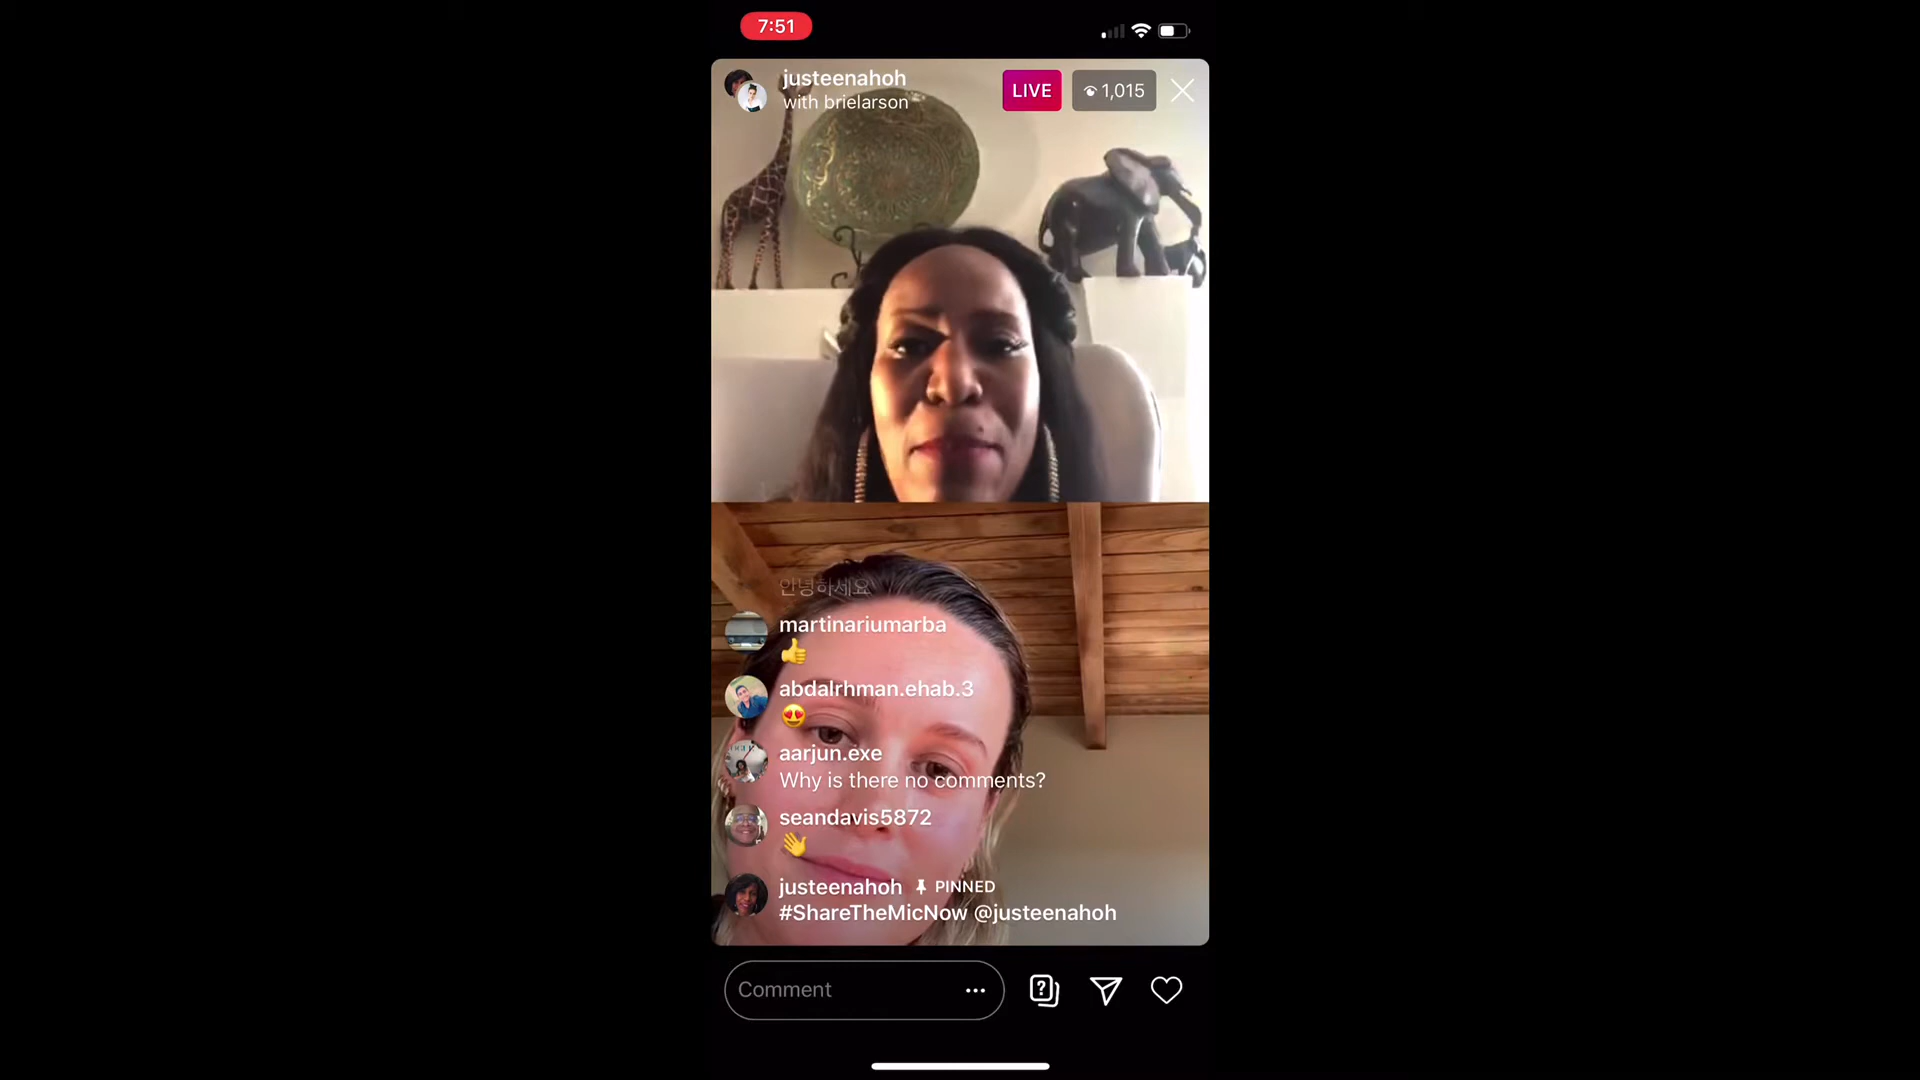 7:51
justeenahoh
with brielarson
LIVE
1,015
안녕하세요
martinariumarba
👍
abdalrhman.ehab.3
😍
aarjun.exe
Why is there no comments?
seandavis5872
👋
justeenahoh PINNED
#ShareTheMicNow @justeenahoh
Comment